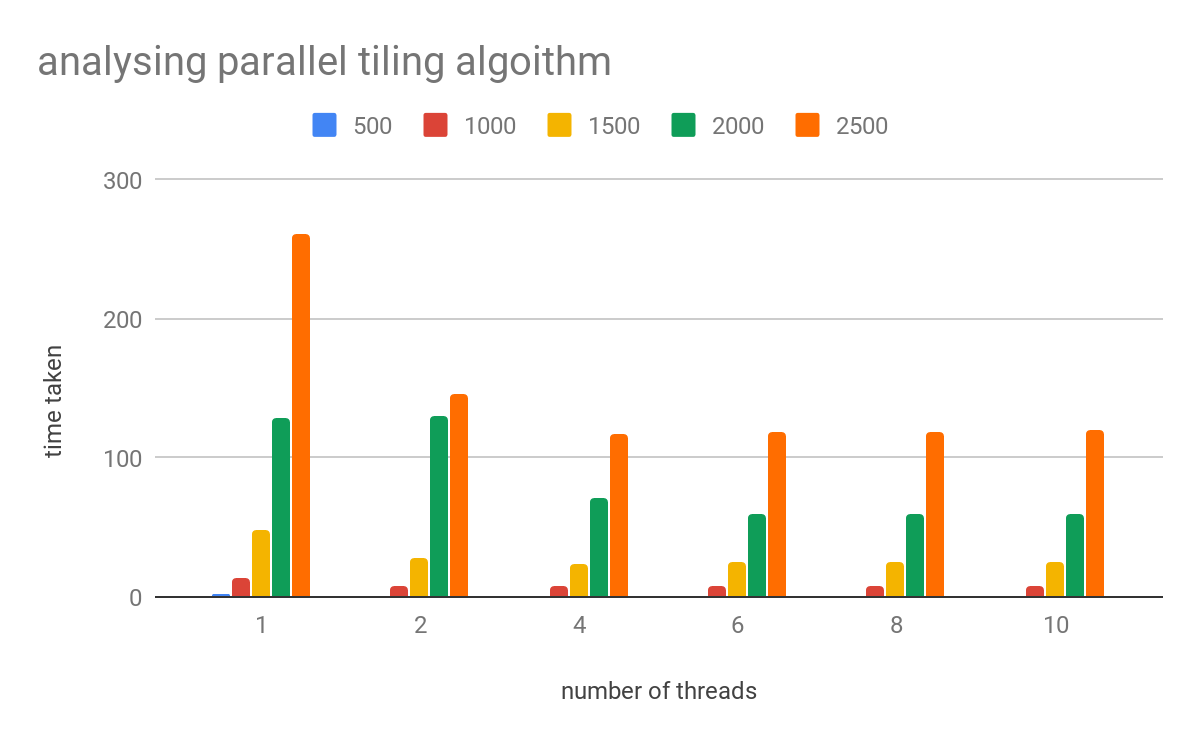 analysing parallel tiling algoithm
500 1000 1500 2000 2500
300
200
100
0
time taken
1 2 4 6 8 10
number of threads